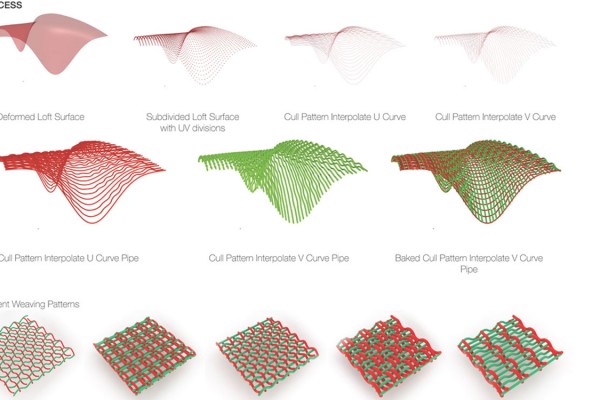 CESS
Deformed Loft Surface
Subdivided Loft Surface
with UV divisions
Cull Pattern Interpolate U Curve
Cull Pattern Interpolate V Curve
Cull Pattern Interpolate U Curve Pipe
Cull Pattern Interpolate V Curve Pipe
Baked Cull Pattern Interpolate V Curve
Pipe
ent Weaving Patterns